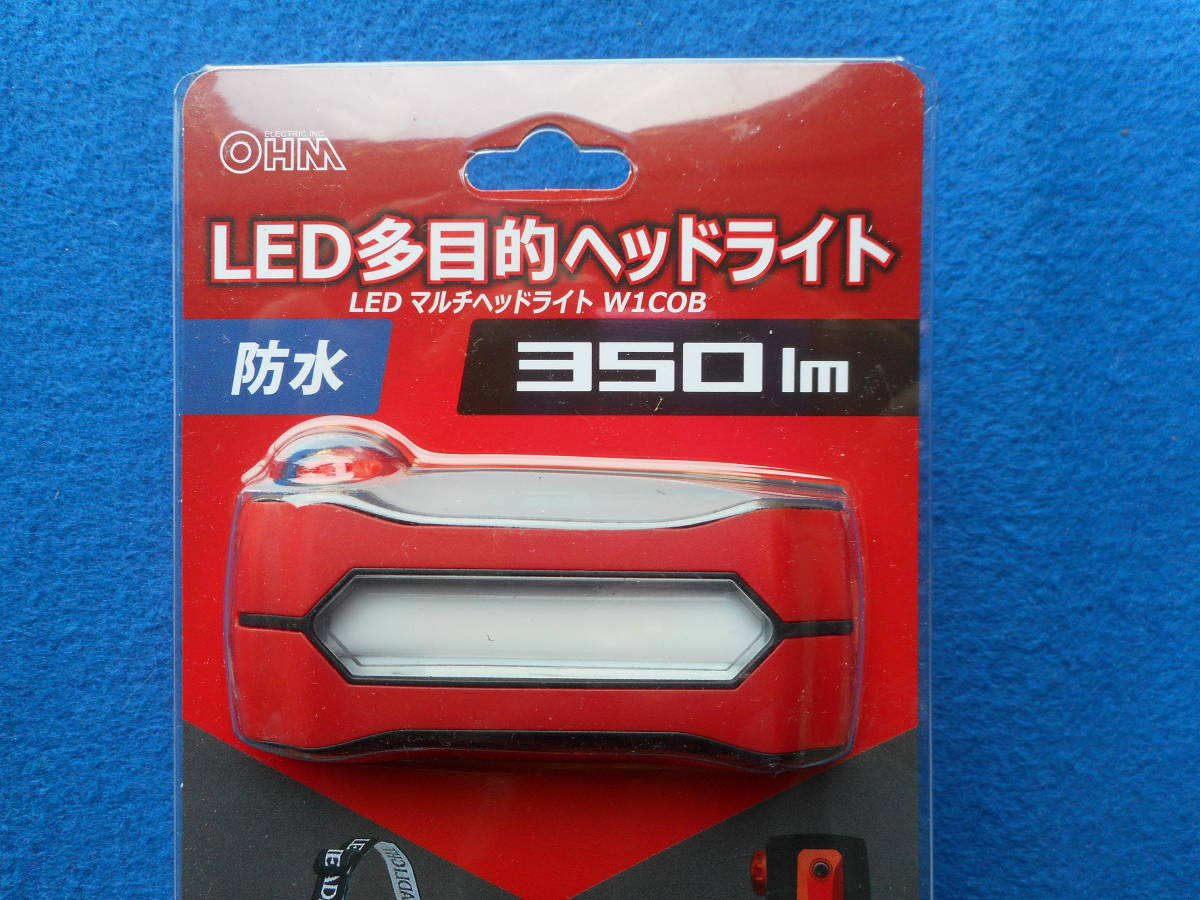 ELECTRIC INC.
OHM
LED多目的ヘッドライト
LED マルチヘッドライト W1COB
防水
350 lm